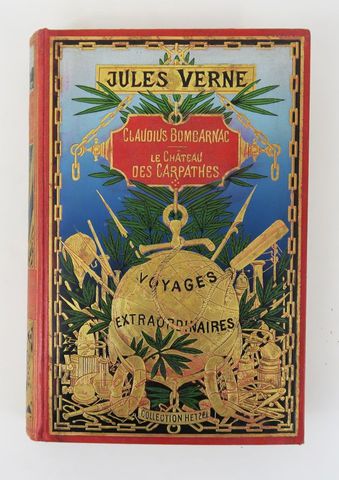 JULES VERNE
CLAUDIUS BOMBARNAC
LE CHÂTEAU
DES CARPATHES
VOYAGES
EXTRAORDINAIRES
COLLECTION HETZEL